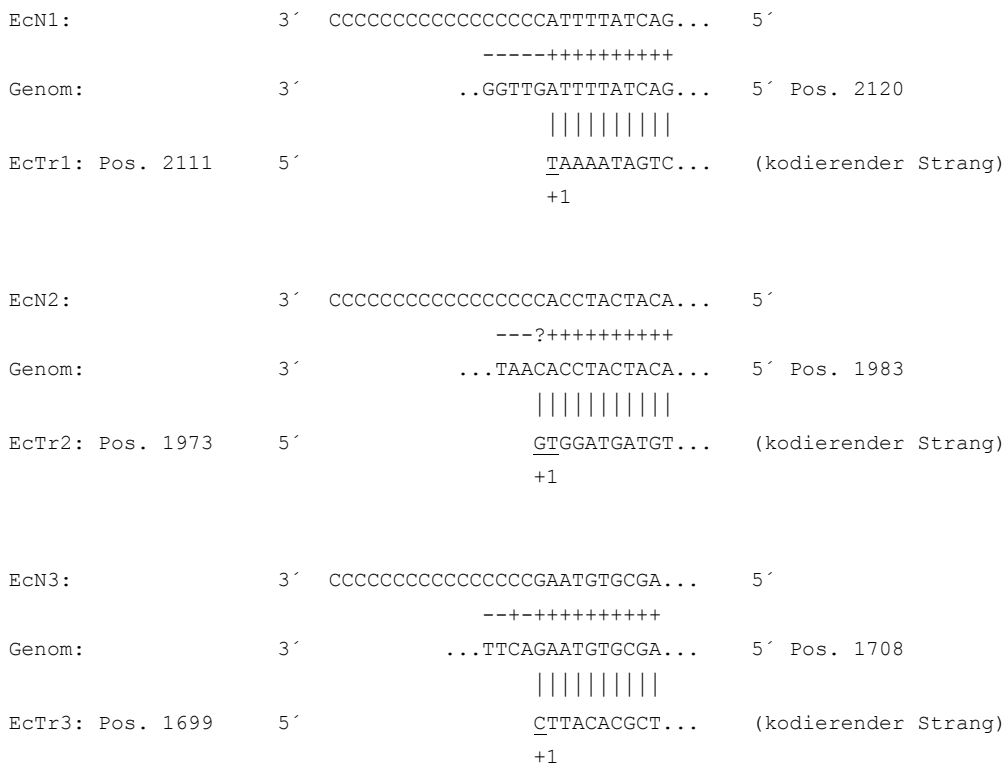 EcN1: 3´ CCCCCCCCCCCCCCCCCATTTTATCAG... 5´
-----++++++++++
Genom: 3´ ..GGTTGATTTTATCAG... 5´ Pos. 2120
||||||||||
EcTr1: Pos. 2111 5´ TAAAATAGTC... (kodierender Strang)
+1
EcN2: 3´ CCCCCCCCCCCCCCCCCACCTACTACA... 5´
---?++++++++++
Genom: 3´ ...TAACACCTACTACA... 5´ Pos. 1983
|||||||||||
EcTr2: Pos. 1973 5´ GTGGATGATGT... (kodierender Strang)
+1
EcN3: 3´ CCCCCCCCCCCCCCCCGAATGTGCGA... 5´
--+-++++++++++
Genom: 3´ ...TTCAGAATGTGCGA... 5´ Pos. 1708
||||||||||
EcTr3: Pos. 1699 5´ CTTACACGCT... (kodierender Strang)
+1